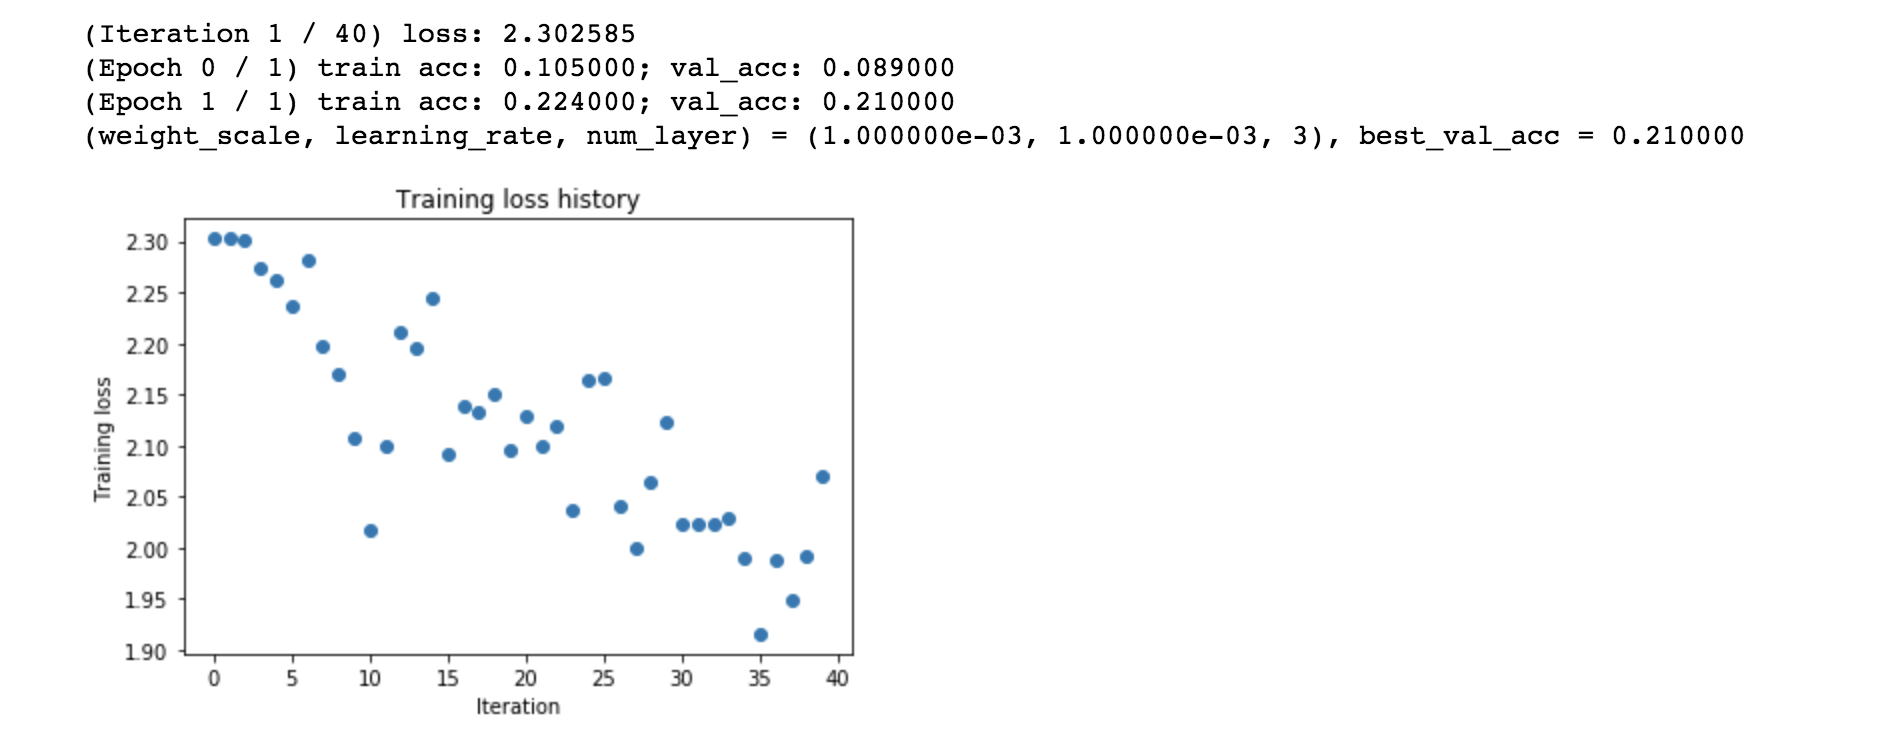 (Iteration 1 / 40) loss: 2.302585
(Epoch 0 / 1) train acc: 0.105000; val_acc: 0.089000
(Epoch 1 / 1) train acc: 0.224000; val_acc: 0.210000
(weight_scale, learning_rate, num_layer) = (1.000000e-03, 1.000000e-03, 3), best_val_acc = 0.210000
Training loss history
2.30
2.25
2.20
2.15
2.10
2.05
2.00
1.95
1.90
Training loss
0 5 10 15 20 25 30 35 40
Iteration